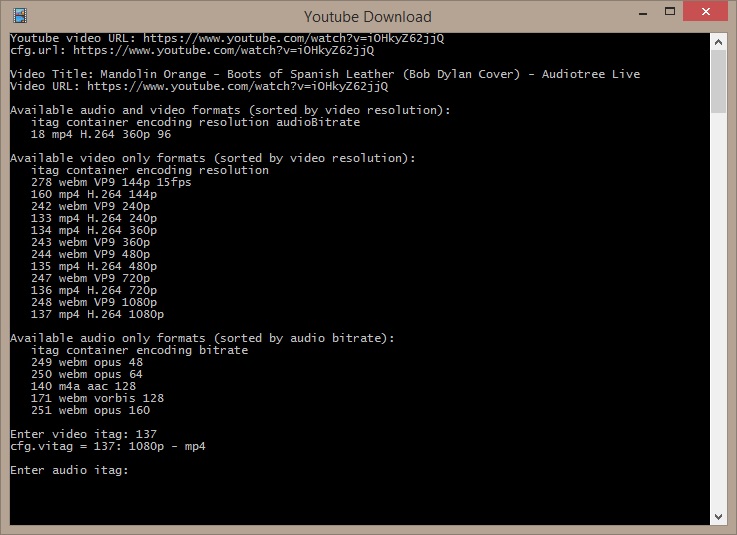 Youtube Download
Youtube video URL: https://www.youtube.com/watch?v=iOHkyZ62jjQ
cfg.url: https://www.youtube.com/watch?v=iOHkyZ62jjQ
Video Title: Mandolin Orange - Boots of Spanish Leather (Bob Dylan Cover) - Audiotree Live
Video URL: https://www.youtube.com/watch?v=iOHkyZ62jjQ
Available audio and video formats (sorted by video resolution):
itag container encoding resolution audioBitrate
18 mp4 H.264 360p 96
Available video only formats (sorted by video resolution):
itag container encoding resolution
278 webm VP9 144p 15fps
160 mp4 H.264 144p
242 webm VP9 240p
133 mp4 H.264 240p
134 mp4 H.264 360p
243 webm VP9 360p
244 webm VP9 480p
135 mp4 H.264 480p
247 webm VP9 720p
136 mp4 H.264 720p
248 webm VP9 1080p
137 mp4 H.264 1080p
Available audio only formats (sorted by audio bitrate):
itag container encoding bitrate
249 webm opus 48
250 webm opus 64
140 m4a aac 128
171 webm vorbis 128
251 webm opus 160
Enter video itag: 137
cfg.vitag = 137: 1080p - mp4
Enter audio itag: